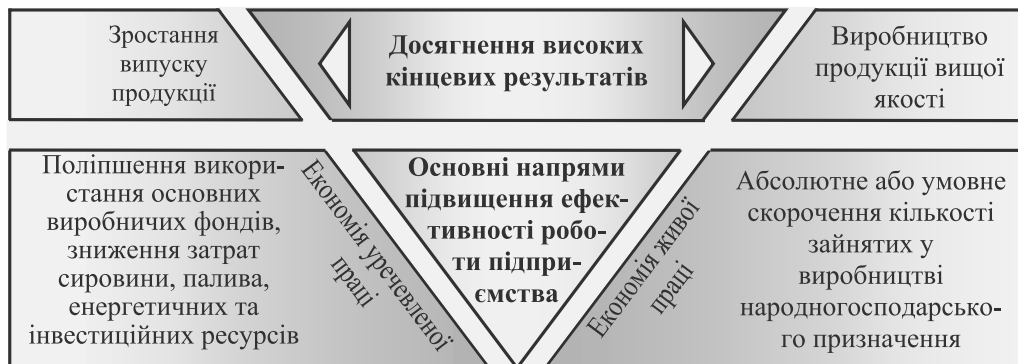 Зростання
випуску
продукції
Досягнення високих
кінцевих результатів
Виробництво
продукції вищої
якості
Поліпшення викори-
стання основних
виробничих фондів,
зниження затрат
сировини, палива,
енергетичних та
інвестиційних ресурсів
Економія уречевленої
праці
Основні напрями
підвищення ефек-
тивності робо-
ти підпри-
ємства
Економія живої
праці
Абсолютне або умовне
скорочення кількості
зайнятих у
виробництві
народногосподарсько-
го призначення